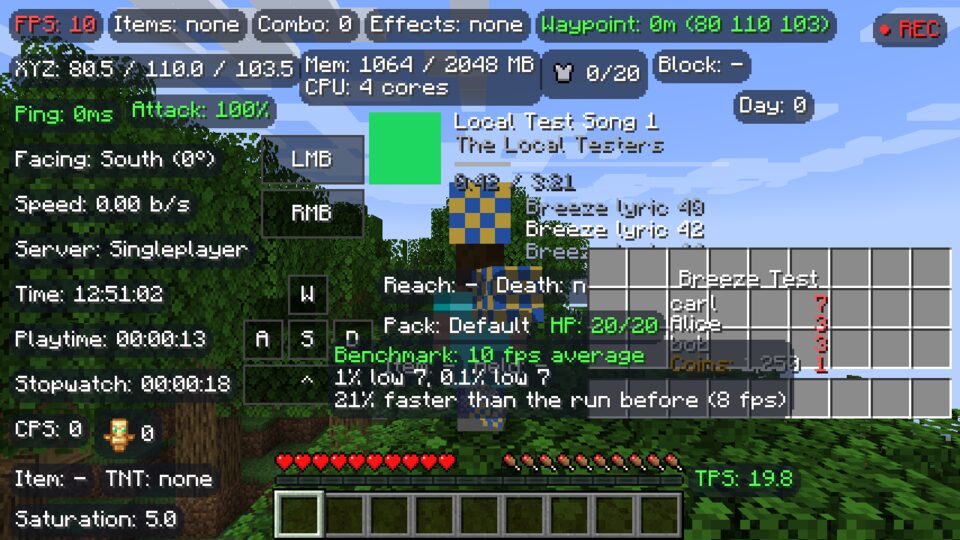 FPS: 10 Items: none Combo: 0 Effects: none Waypoint: 0m (80 110 103) REC
XYZ: 80.5 / 110.0 / 103.5
Mem: 1064 / 2048 MB
CPU: 4 cores
0/20
Block: -
Day: 0
Ping: 0ms
Attack: 100%
Local Test Song 1
The Local Testers
0:42 / 3:21
Facing: South (0°)
LMB
Speed: 0.00 b/s
RMB
Breeze lyric 40
Breeze lyric 42
Breeze
Server: Singleplayer
Breeze Test
Reach: - Death: n
Time: 12:51:02
W
carl 7
Alice 3
bob 3
Coins: 1,250 1
Playtime: 00:00:13
A S D
Pack: Default HP: 20/20
Benchmark: 10 fps average
1% low 7, 0.1% low 7
21% faster than the run before (8 fps)
Stopwatch: 00:00:18
^
CPS: 0
0
Item: - TNT: none
TPS: 19.8
Saturation: 5.0